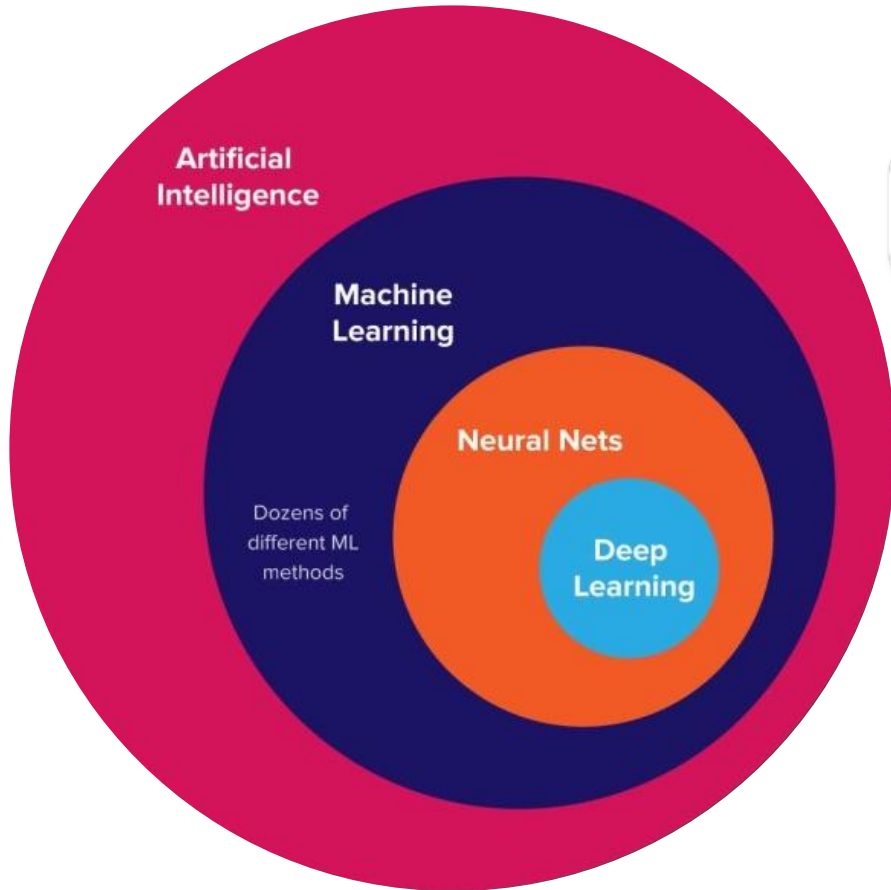 Artificial
Intelligence
Machine
Learning
Neural Nets
Dozens of
different ML
methods
Deep
Learning